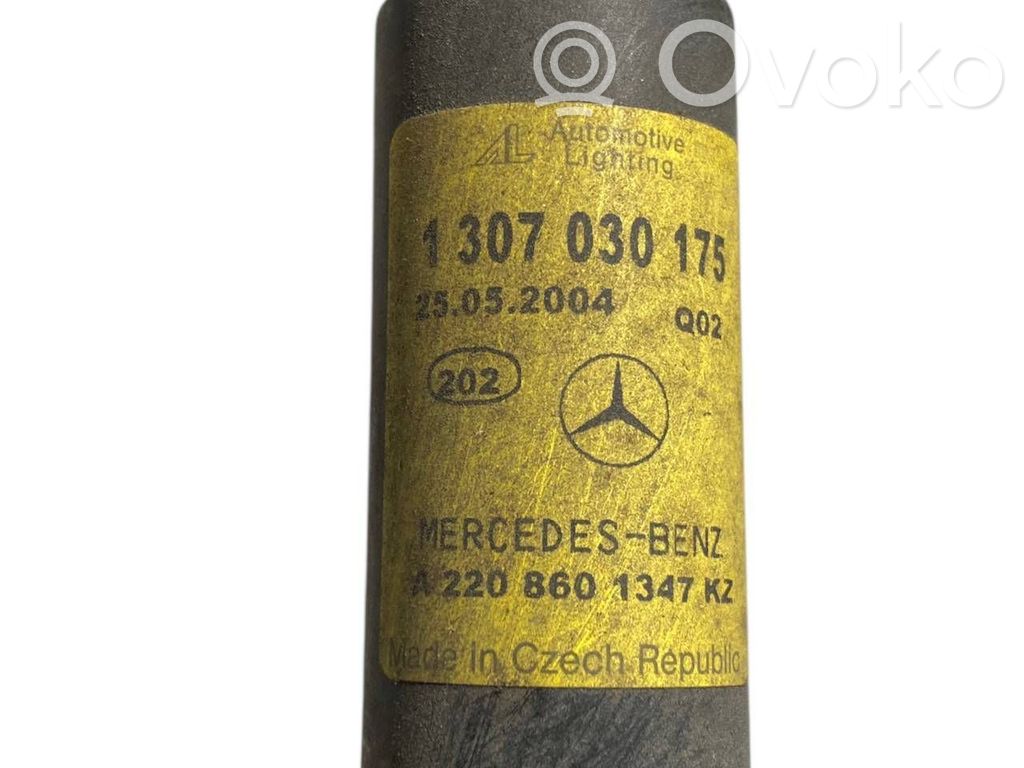 Ovoko
AL Automotive
Lighting
1 307 030 175
25.05.2004 Q02
202
MERCEDES-BENZ
A 220 860 1347 KZ
Made in Czech Republic